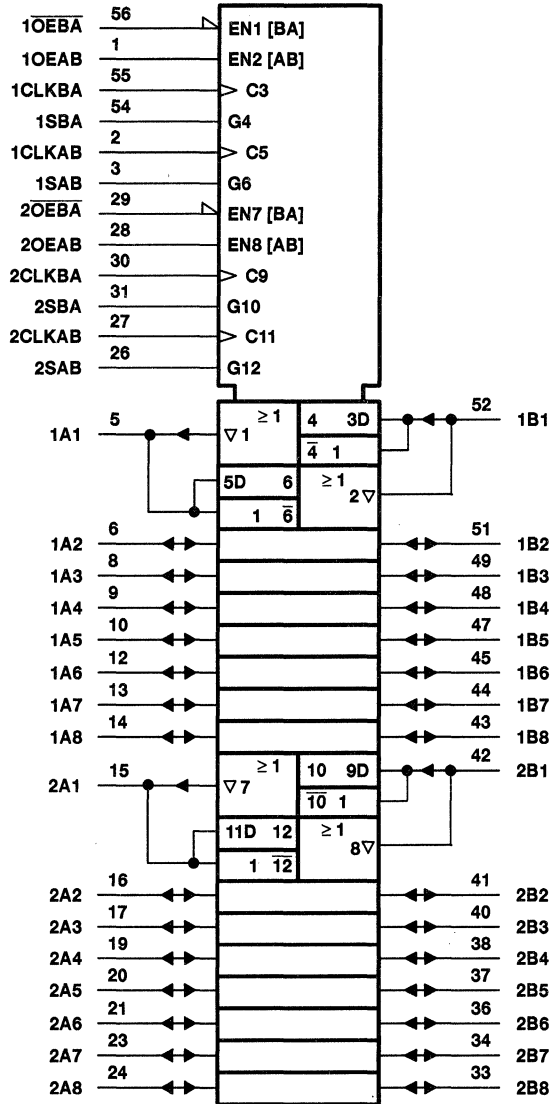 1O̅E̅B̅A̅ 56 EN1 [BA]
1OEAB 1 EN2 [AB]
1CLKBA 55 C3
1SBA 54 G4
1CLKAB 2 C5
1SAB 3 G6
2O̅E̅B̅A̅ 29 EN7 [BA]
2OEAB 28 EN8 [AB]
2CLKBA 30 C9
2SBA 31 G10
2CLKAB 27 C11
2SAB 26 G12
1A1 5 ▽1 ≥1 4 3D 52 1B1
4̅ 1
5D 6 ≥1 2▽
1 6̅
1A2 6 51 1B2
1A3 8 49 1B3
1A4 9 48 1B4
1A5 10 47 1B5
1A6 12 45 1B6
1A7 13 44 1B7
1A8 14 43 1B8
2A1 15 ▽7 ≥1 10 9D 42 2B1
1̅0̅ 1
11D 12 ≥1 8▽
1 1̅2̅
2A2 16 41 2B2
2A3 17 40 2B3
2A4 19 38 2B4
2A5 20 37 2B5
2A6 21 36 2B6
2A7 23 34 2B7
2A8 24 33 2B8